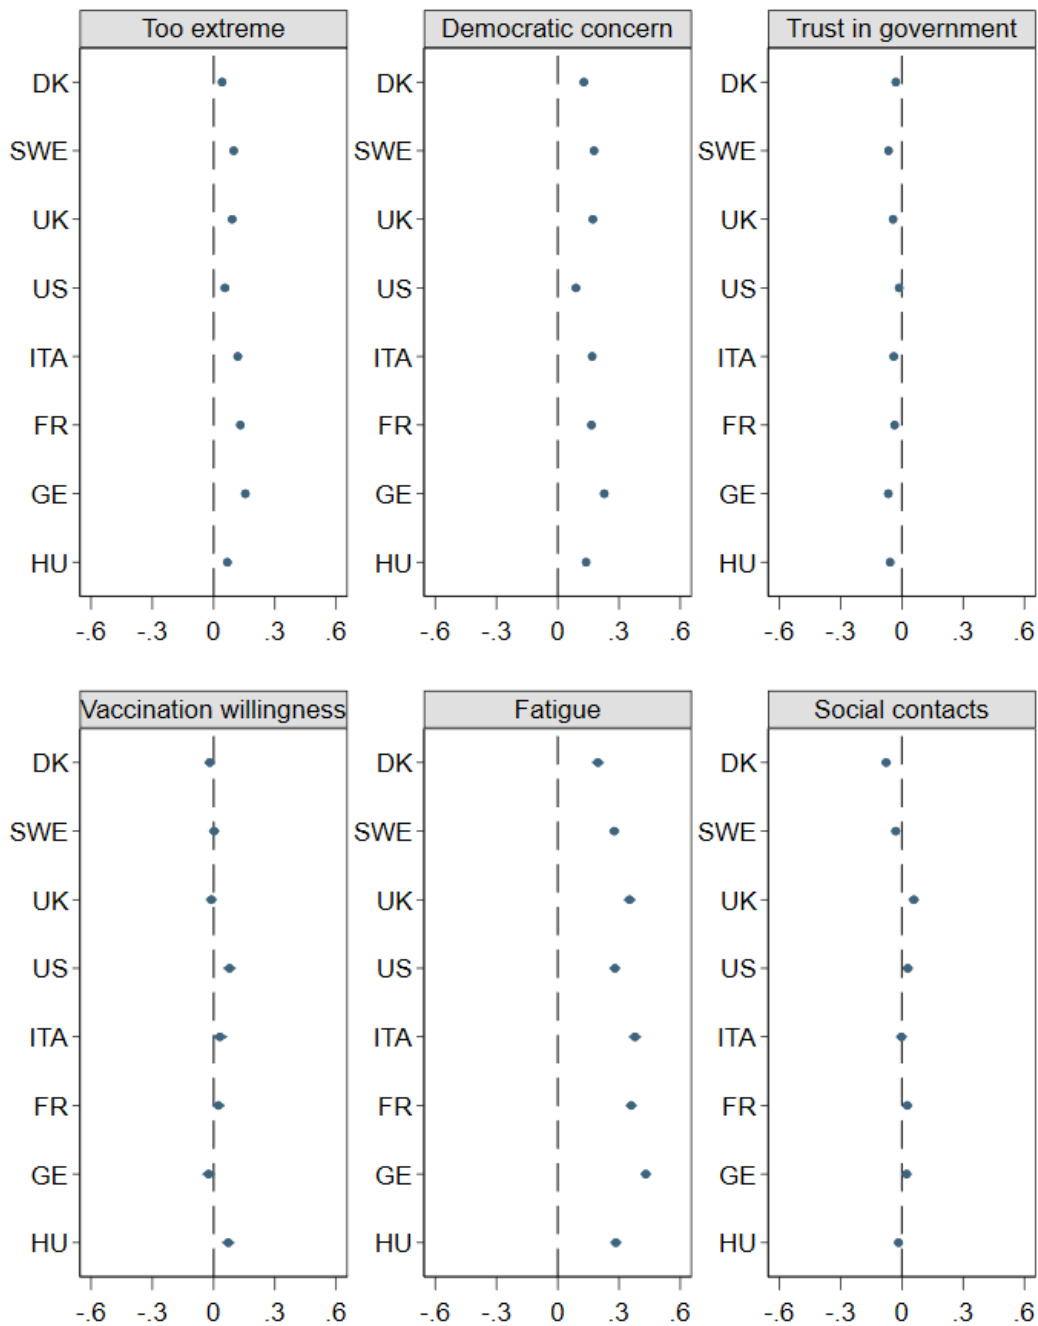 Too extreme
DK
SWE
UK
US
ITA
FR
GE
HU
-.6 -.3 0 .3 .6
Democratic concern
DK
SWE
UK
US
ITA
FR
GE
HU
-.6 -.3 0 .3 .6
Trust in government
DK
SWE
UK
US
ITA
FR
GE
HU
-.6 -.3 0 .3 .6
Vaccination willingness
DK
SWE
UK
US
ITA
FR
GE
HU
-.6 -.3 0 .3 .6
Fatigue
DK
SWE
UK
US
ITA
FR
GE
HU
-.6 -.3 0 .3 .6
Social contacts
DK
SWE
UK
US
ITA
FR
GE
HU
-.6 -.3 0 .3 .6